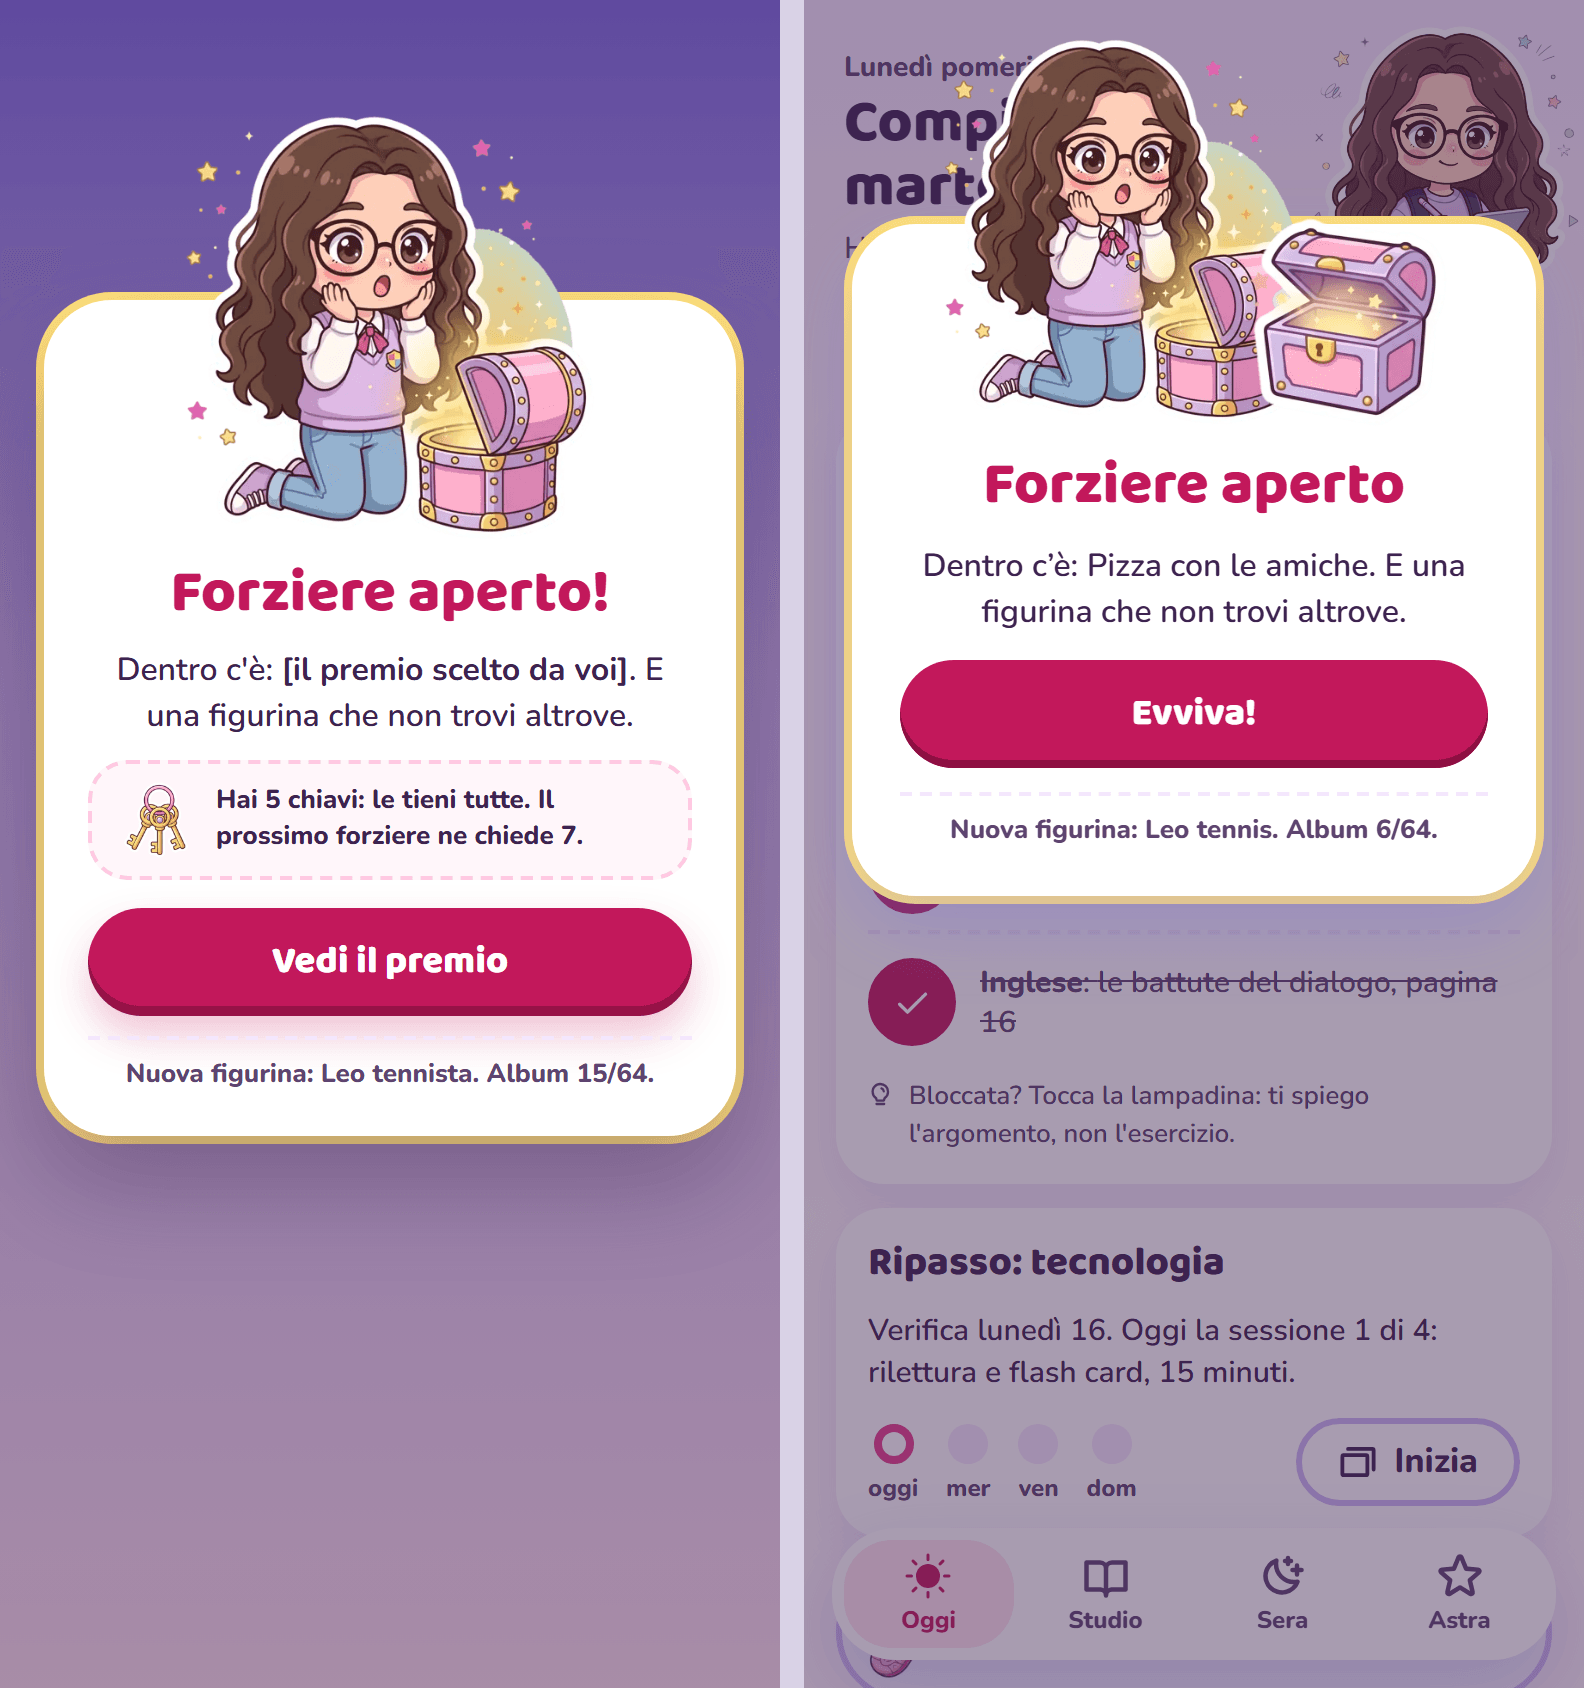 Forziere aperto!
Dentro c'è: [il premio scelto da voi]. E
una figurina che non trovi altrove.
Hai 5 chiavi: le tieni tutte. Il
prossimo forziere ne chiede 7.
Vedi il premio
Nuova figurina: Leo tennista. Album 15/64.
Lunedì
Forziere aperto
Dentro c’è: Pizza con le amiche. E una
figurina che non trovi altrove.
Evviva!
Nuova figurina: Leo tennis. Album 6/64.
Inglese: le battute del dialogo, pagina
16
Bloccata? Tocca la lampadina: ti spiego
l'argomento, non l'esercizio.
Ripasso: tecnologia
Verifica lunedì 16. Oggi la sessione 1 di 4:
rilettura e flash card, 15 minuti.
oggi mer ven dom
Inizia
Oggi Studio Sera Astra